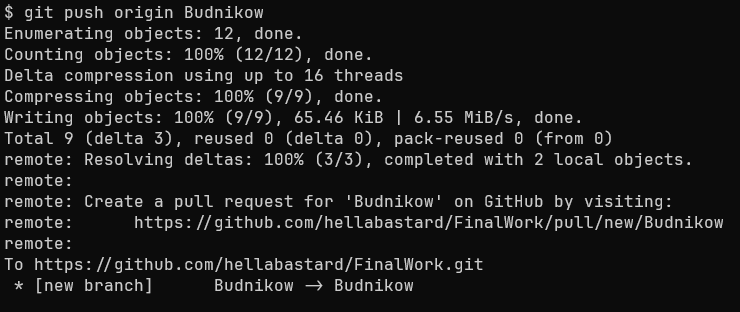 $ git push origin Budnikow
Enumerating objects: 12, done.
Counting objects: 100% (12/12), done.
Delta compression using up to 16 threads
Compressing objects: 100% (9/9), done.
Writing objects: 100% (9/9), 65.46 KiB | 6.55 MiB/s, done.
Total 9 (delta 3), reused 0 (delta 0), pack-reused 0 (from 0)
remote: Resolving deltas: 100% (3/3), completed with 2 local objects.
remote:
remote: Create a pull request for 'Budnikow' on GitHub by visiting:
remote:      https://github.com/hellabastard/FinalWork/pull/new/Budnikow
remote:
To https://github.com/hellabastard/FinalWork.git
 * [new branch]      Budnikow -> Budnikow